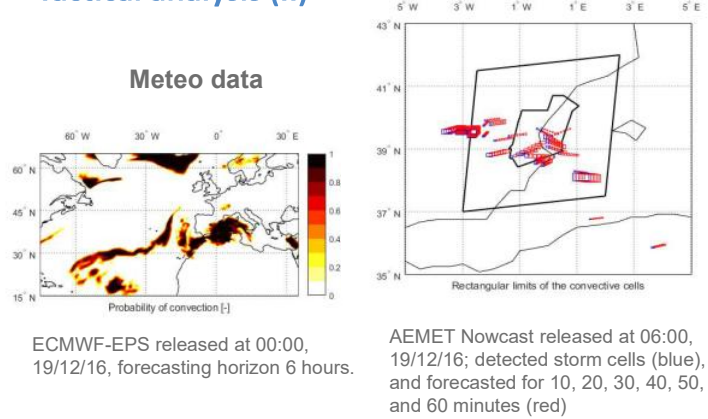 Meteo data
60° W 30° W 0° 30° E
60° N
45° N
30° N
15° N
1
0.8
0.6
0.4
0.2
0
Probability of convection [-]
ECMWF-EPS released at 00:00,
19/12/16, forecasting horizon 6 hours.
5° W 3° W 1° W 1° E 3° E 5° E
43° N
41° N
39° N
37° N
35° N
Rectangular limits of the convective cells
AEMET Nowcast released at 06:00,
19/12/16; detected storm cells (blue),
and forecasted for 10, 20, 30, 40, 50,
and 60 minutes (red)